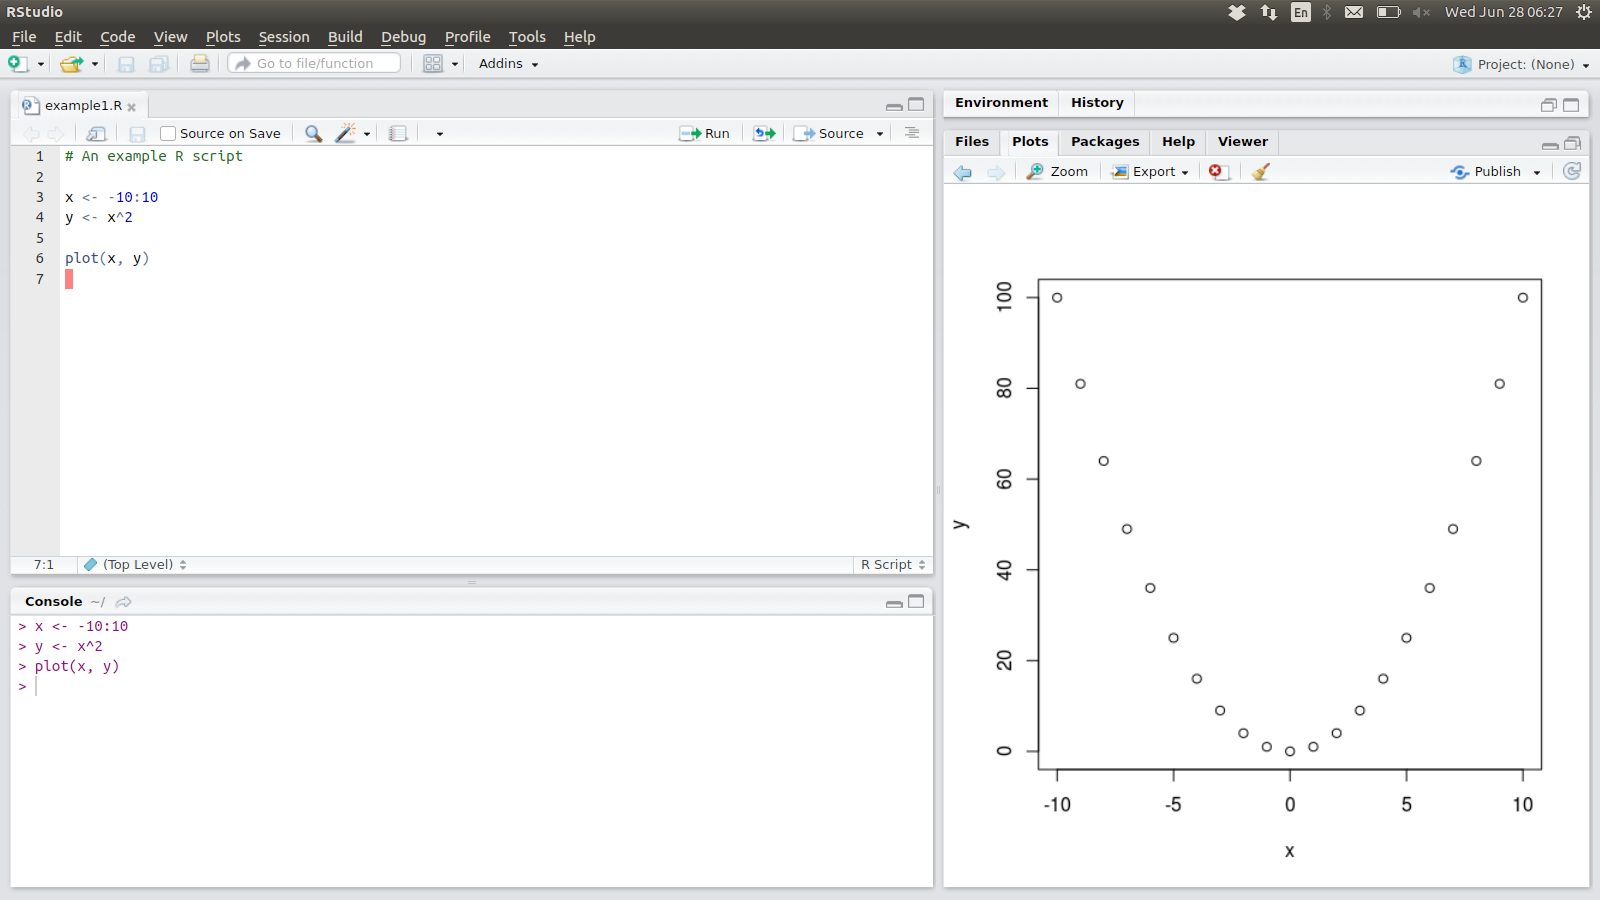 RStudio
En
Wed Jun 28 06:27
File Edit Code View Plots Session Build Debug Profile Tools Help
Go to file/function
Addins
Project: (None)
example1.R
Source on Save
Run
Source
1 # An example R script
2
3 x <- -10:10
4 y <- x^2
5
6 plot(x, y)
7
7:1
(Top Level)
R Script
Console ~/
> x <- -10:10
> y <- x^2
> plot(x, y)
>
Environment History
Files Plots Packages Help Viewer
Zoom
Export
Publish
100
80
60
40
20
0
y
-10 -5 0 5 10
x